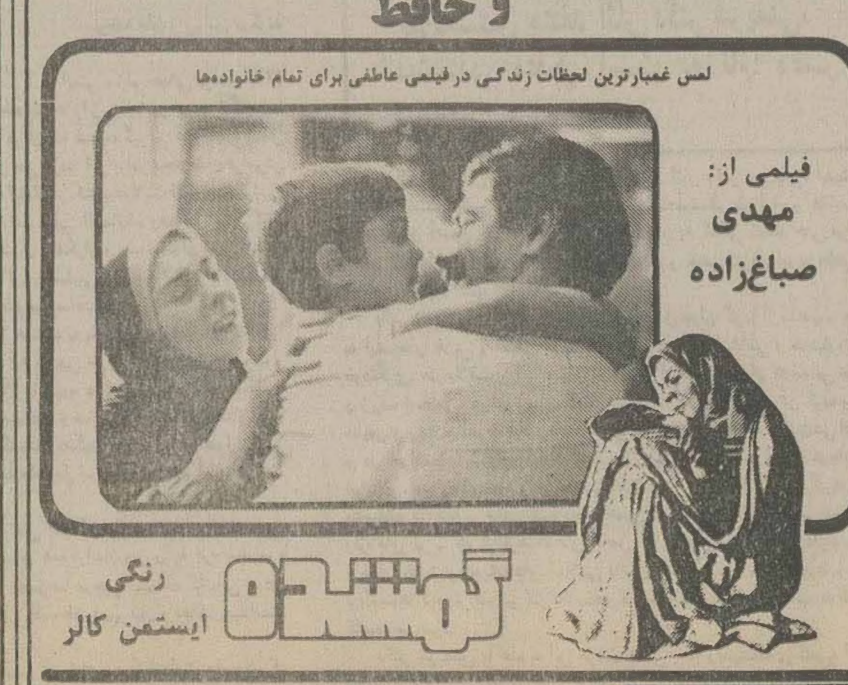 و حافظ
لمس غمبارترین لحظات زندگی در فیلمی عاطفی برای تمام خانواده‌ها
فیلمی از:
مهدی
صباغ‌زاده
گمشده
رنگی
ایستمن کالر